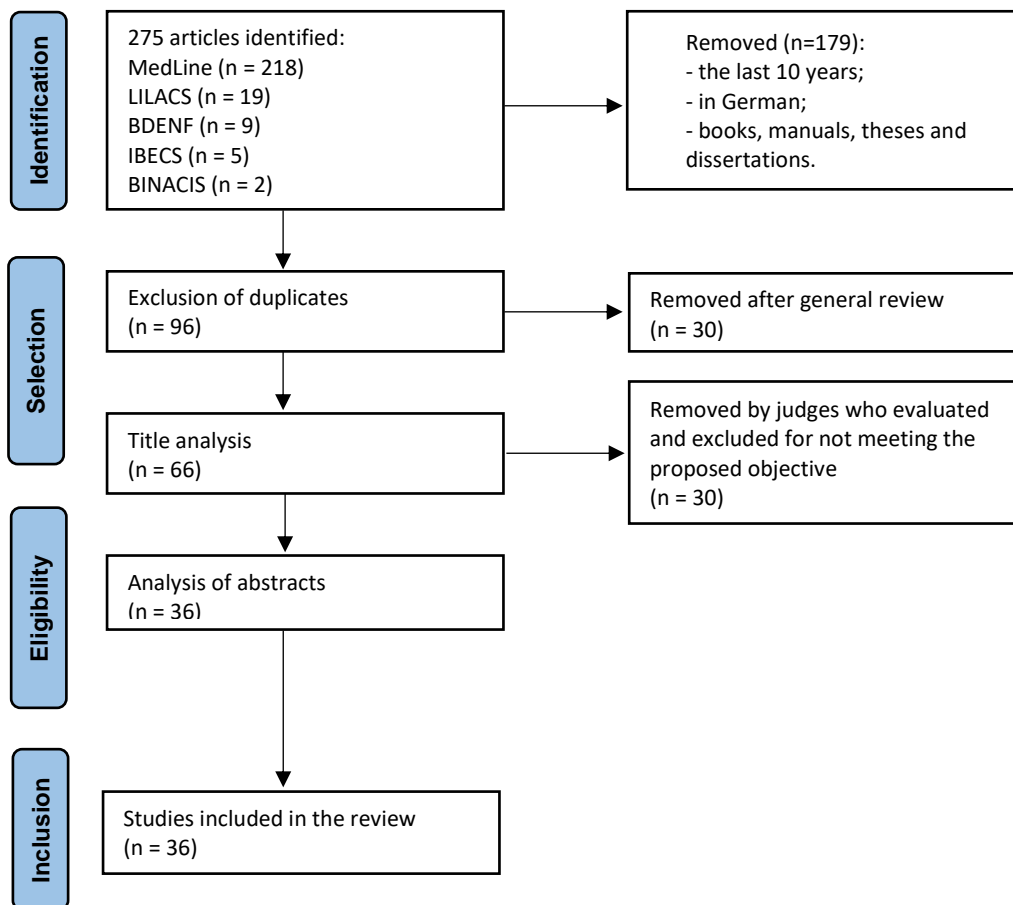 Identification
275 articles identified:
MedLine (n = 218)
LILACS (n = 19)
BDENF (n = 9)
IBECS (n = 5)
BINACIS (n = 2)
Removed (n=179):
- the last 10 years;
- in German;
- books, manuals, theses and
dissertations.
Selection
Exclusion of duplicates
(n = 96)
Removed after general review
(n = 30)
Title analysis
(n = 66)
Removed by judges who evaluated
and excluded for not meeting the
proposed objective
(n = 30)
Eligibility
Analysis of abstracts
(n = 36)
Inclusion
Studies included in the review
(n = 36)